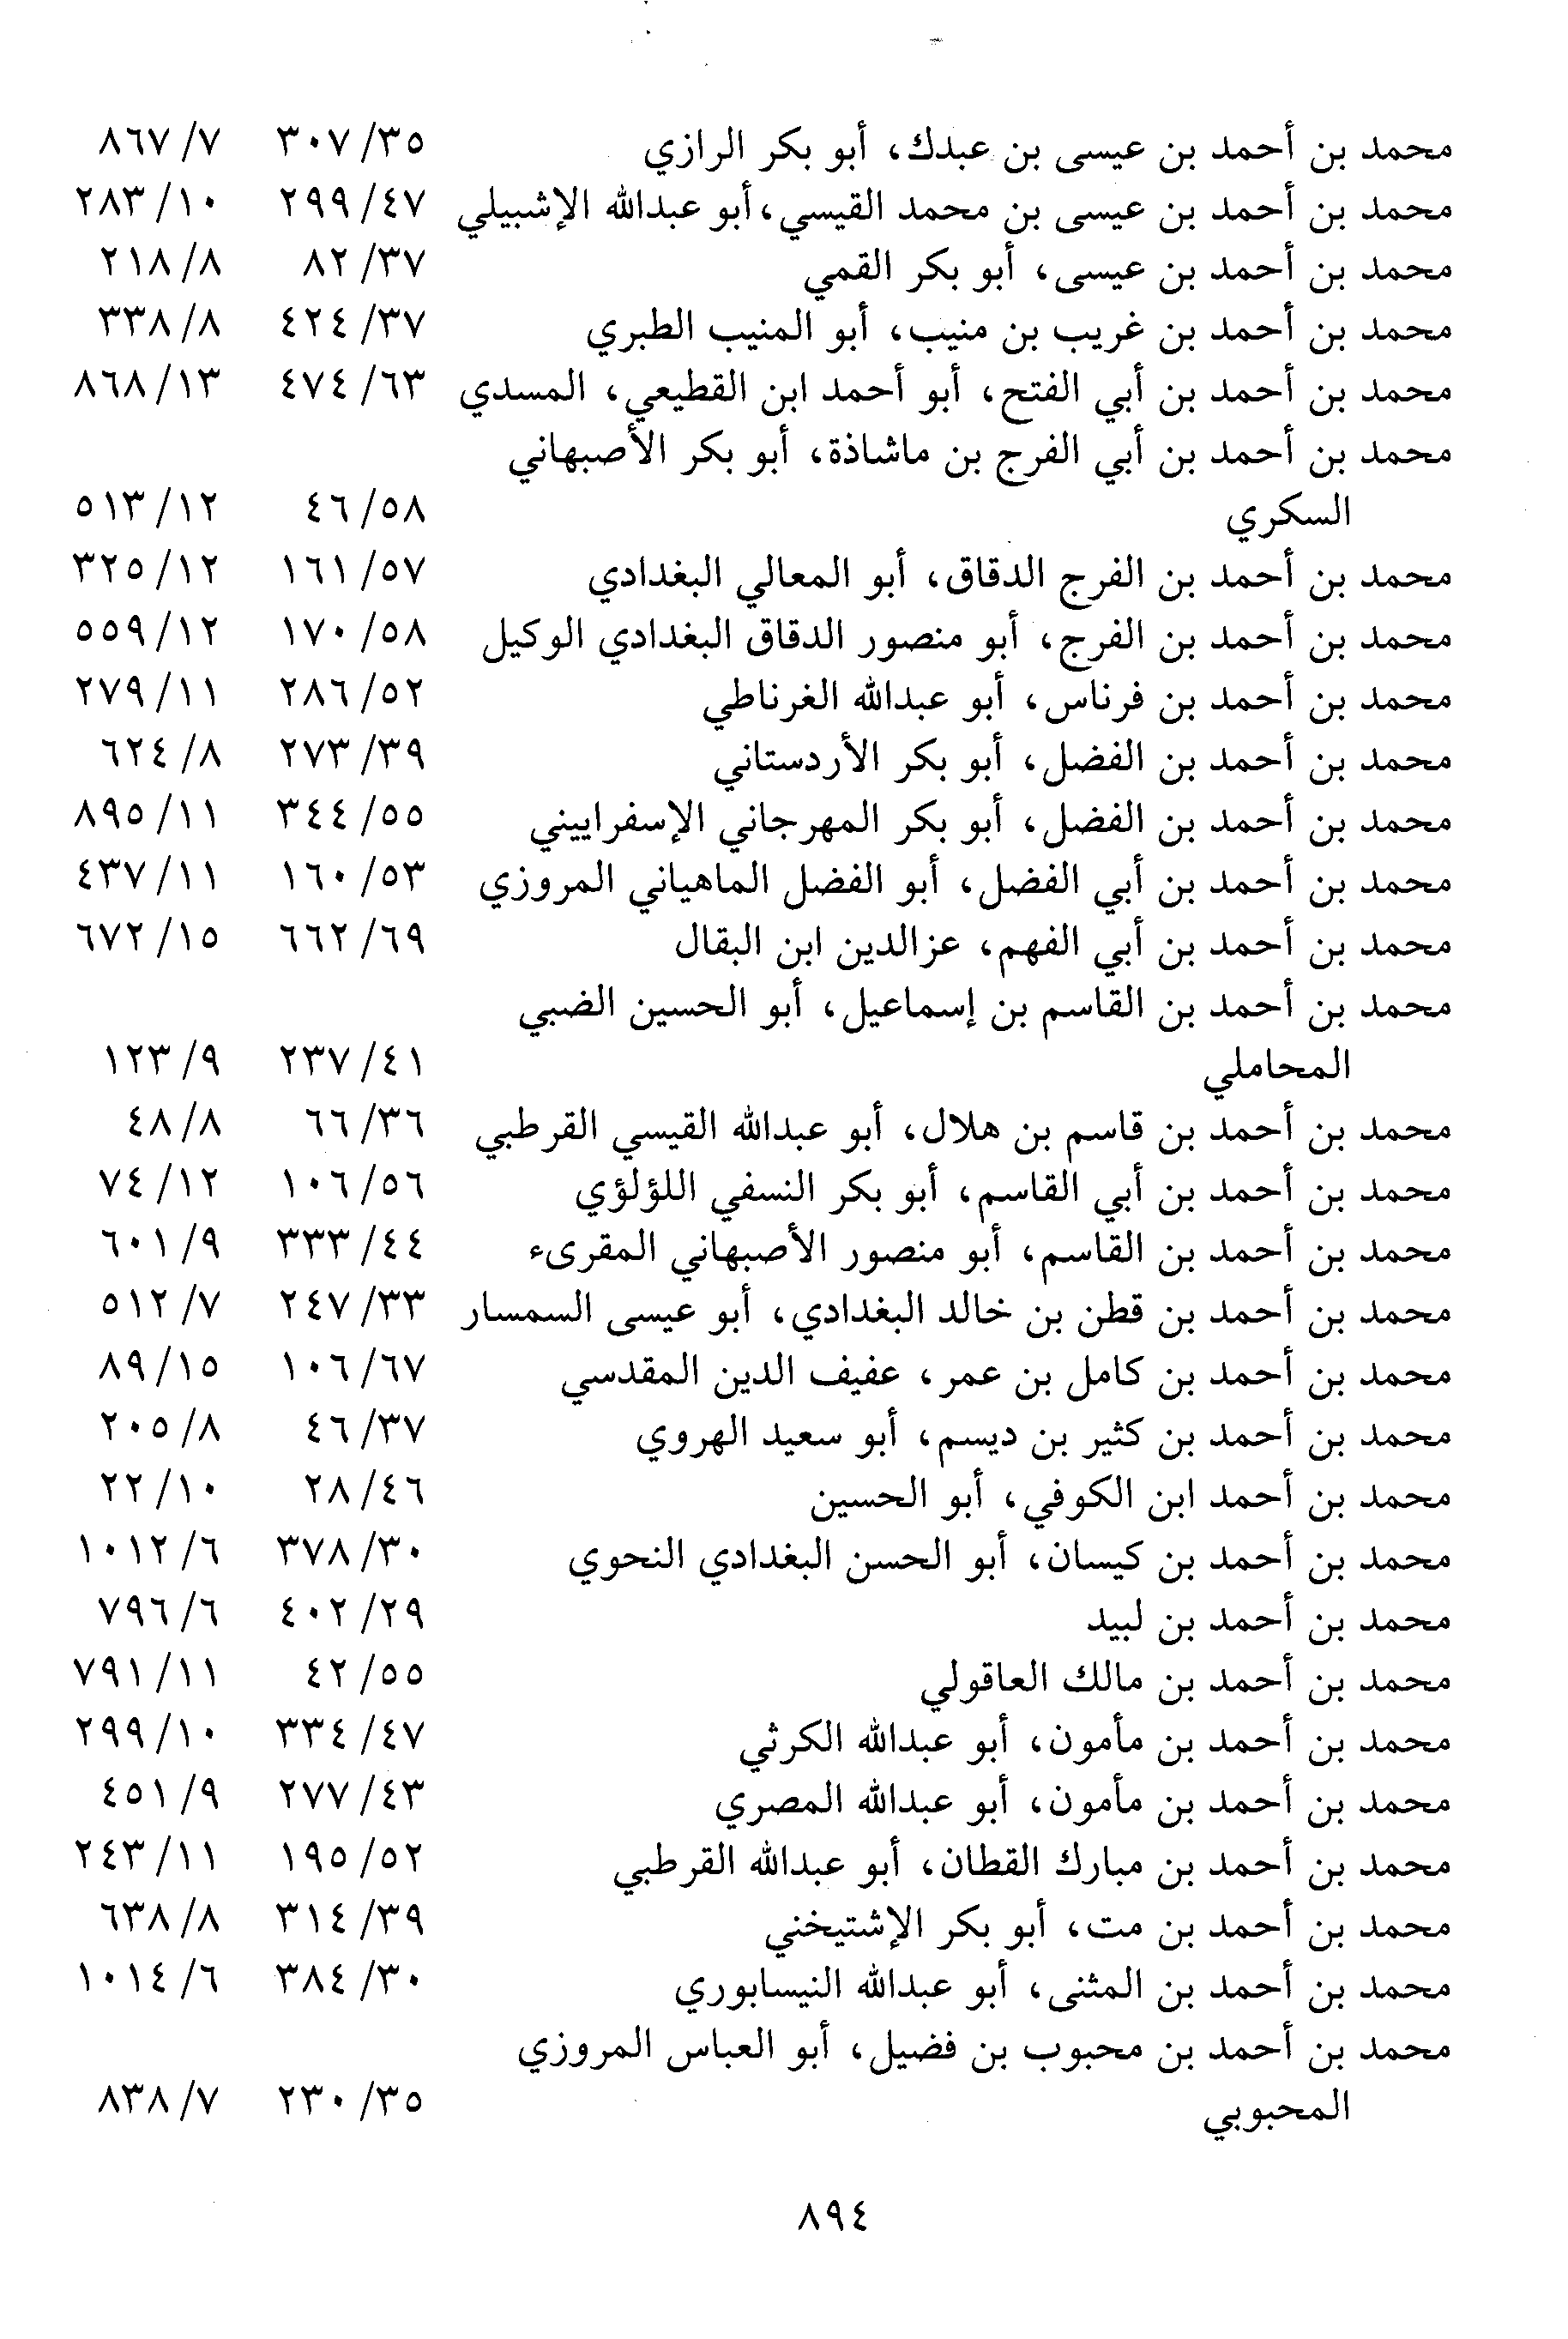 محمد بن أحمد بن عيسى بن عبدك، أبو بكر الرازي ٣٠٧/٣٥ ٨٦٧/٧
محمد بن أحمد بن عيسى بن محمد القيسي، أبو عبدالله الإشبيلي ٢٩٩/٤٧ ٢٨٣/١٠
محمد بن أحمد بن عيسى، أبو بكر القمي ٨٢/٣٧ ٢١٨/٨
محمد بن أحمد بن غريب بن منيب، أبو المنيب الطبري ٤٢٤/٣٧ ٣٣٨/٨
محمد بن أحمد بن أبي الفتح، أبو أحمد ابن القطيعي، المسدي ٤٧٤/٦٣ ٨٦٨/١٣
محمد بن أحمد بن أبي الفرج بن ماشاذة، أبو بكر الأصبهاني
السكري ٤٦/٥٨ ٥١٣/١٢
محمد بن أحمد بن الفرج الدقاق، أبو المعالي البغدادي ١٦١/٥٧ ٣٢٥/١٢
محمد بن أحمد بن الفرج، أبو منصور الدقاق البغدادي الوكيل ١٧٠/٥٨ ٥٥٩/١٢
محمد بن أحمد بن فرناس، أبو عبدالله الغرناطي ٢٨٦/٥٢ ٢٧٩/١١
محمد بن أحمد بن الفضل، أبو بكر الأردستاني ٢٧٣/٣٩ ٦٢٤/٨
محمد بن أحمد بن الفضل، أبو بكر المهرجاني الإسفراييني ٣٤٤/٥٥ ٨٩٥/١١
محمد بن أحمد بن أبي الفضل، أبو الفضل الماهياني المروزي ١٦٠/٥٣ ٤٣٧/١١
محمد بن أحمد بن أبي الفهم، عزالدين ابن البقال ٦٦٢/٦٩ ٦٧٢/١٥
محمد بن أحمد بن القاسم بن إسماعيل، أبو الحسين الضبي
المحاملي ٢٣٧/٤١ ١٢٣/٩
محمد بن أحمد بن قاسم بن هلال، أبو عبدالله القيسي القرطبي ٦٦/٣٦ ٤٨/٨
محمد بن أحمد بن أبي القاسم، أبو بكر النسفي اللؤلؤي ١٠٦/٥٦ ٧٤/١٢
محمد بن أحمد بن القاسم، أبو منصور الأصبهاني المقرىء ٣٣٣/٤٤ ٦٠١/٩
محمد بن أحمد بن قطن بن خالد البغدادي، أبو عيسى السمسار ٢٤٧/٣٣ ٥١٢/٧
محمد بن أحمد بن كامل بن عمر، عفيف الدين المقدسي ١٠٦/٦٧ ٨٩/١٥
محمد بن أحمد بن كثير بن ديسم، أبو سعيد الهروي ٤٦/٣٧ ٢٠٥/٨
محمد بن أحمد ابن الكوفي، أبو الحسين ٢٨/٤٦ ٢٢/١٠
محمد بن أحمد بن كيسان، أبو الحسن البغدادي النحوي ٣٧٨/٣٠ ١٠١٢/٦
محمد بن أحمد بن لبيد ٤٠٢/٢٩ ٧٩٦/٦
محمد بن أحمد بن مالك العاقولي ٤٢/٥٥ ٧٩١/١١
محمد بن أحمد بن مأمون، أبو عبدالله الكرثي ٣٣٤/٤٧ ٢٩٩/١٠
محمد بن أحمد بن مأمون، أبو عبدالله المصري ٢٧٧/٤٣ ٤٥١/٩
محمد بن أحمد بن مبارك القطان، أبو عبدالله القرطبي ١٩٥/٥٢ ٢٤٣/١١
محمد بن أحمد بن مت، أبو بكر الإشتيخني ٣١٤/٣٩ ٦٣٨/٨
محمد بن أحمد بن المثنى، أبو عبدالله النيسابوري ٣٨٤/٣٠ ١٠١٤/٦
محمد بن أحمد بن محبوب بن فضيل، أبو العباس المروزي
المحبوبي ٢٣٠/٣٥ ٨٣٨/٧
٨٩٤